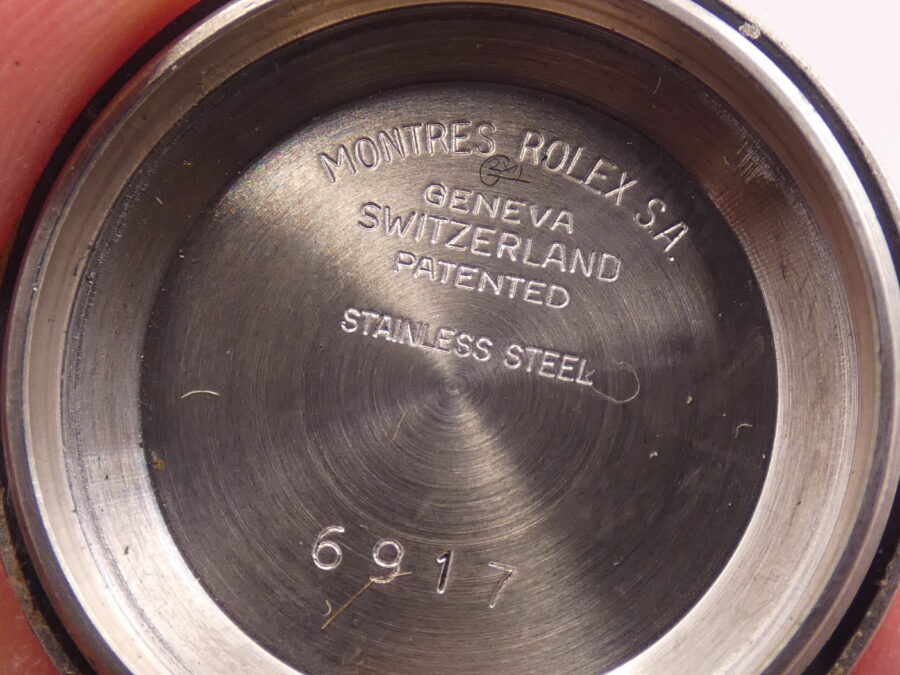 MONTRES ROLEX S.A.
GENEVA
SWITZERLAND
PATENTED
STAINLESS STEEL
6917